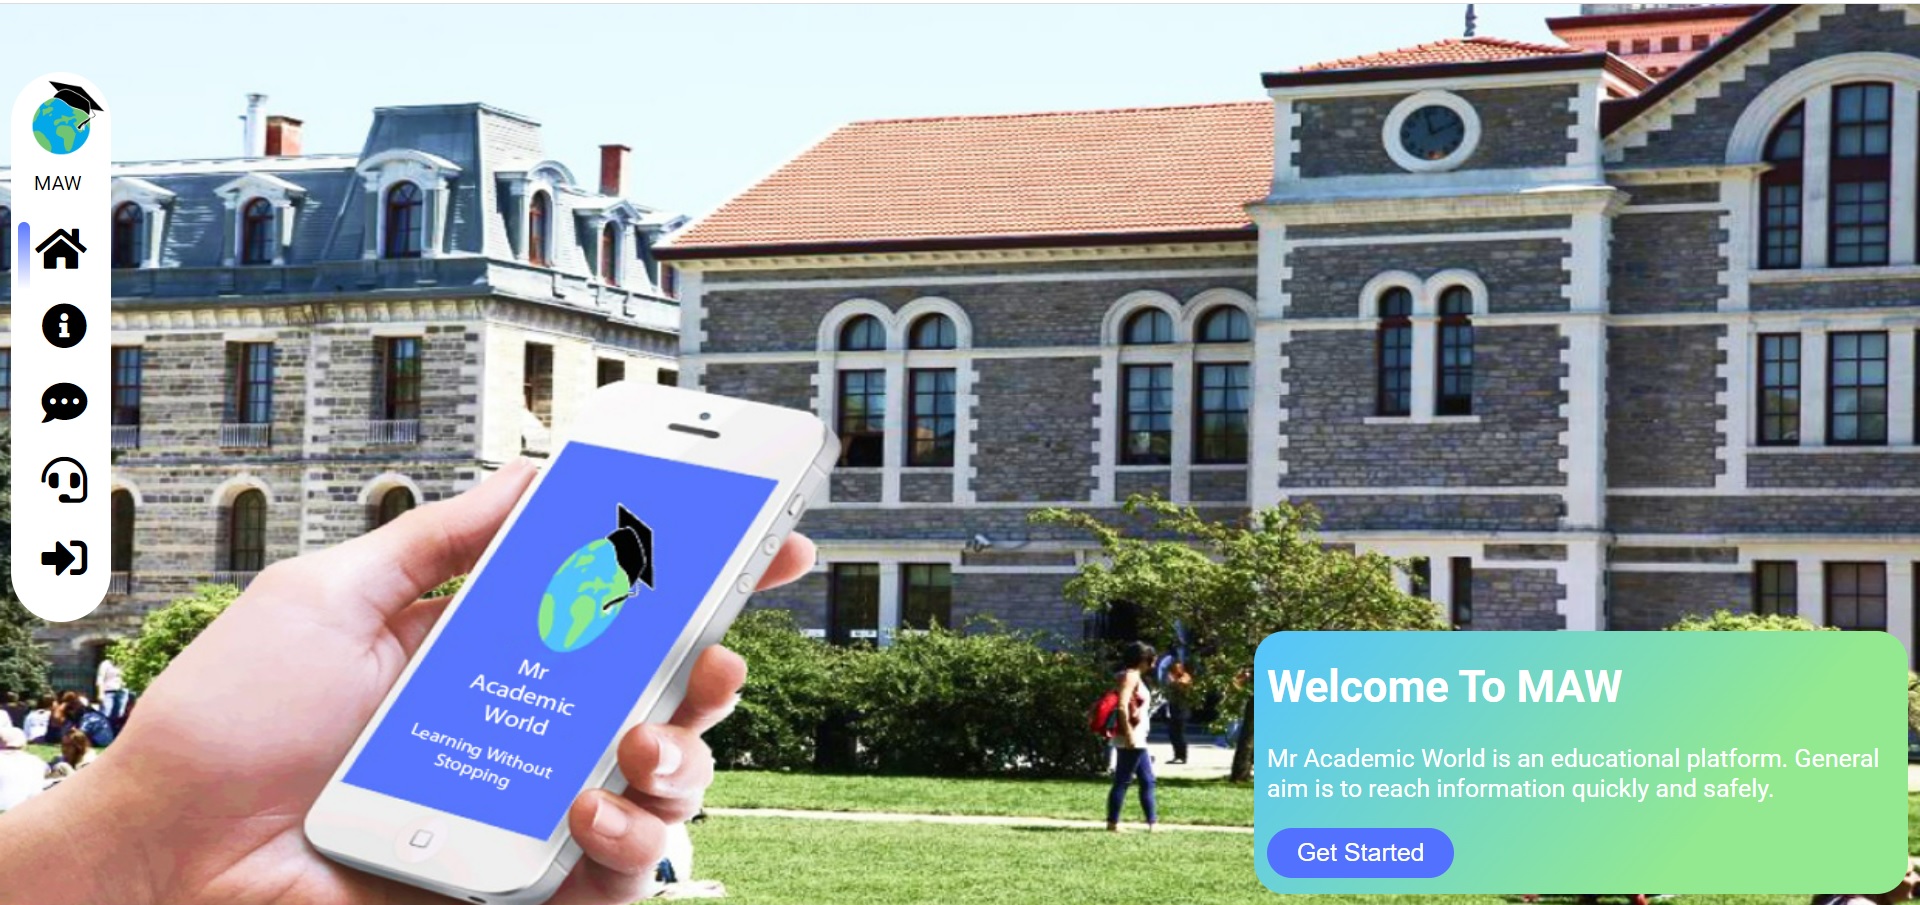 MAW
Mr
Academic
World
Learning Without
Stopping
Welcome To MAW
Mr Academic World is an educational platform. General
aim is to reach information quickly and safely.
Get Started